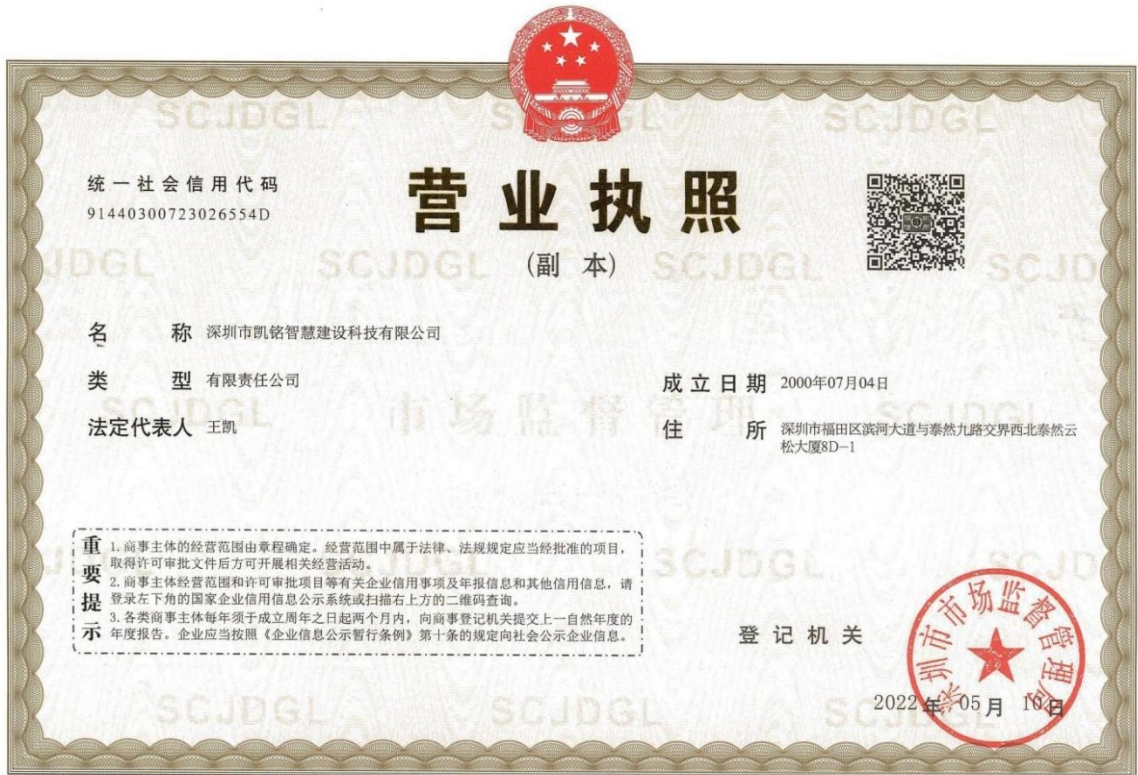 统一社会信用代码
91440300723026554D
营业执照
(副 本)
名 称 深圳市凯铭智慧建设科技有限公司
类 型 有限责任公司
法定代表人 王凯
成立日期 2000年07月04日
住 所 深圳市福田区滨河大道与泰然九路交界西北泰然云
松大厦8D-1
重要提示
1.商事主体的经营范围由章程确定。经营范围中属于法律、法规规定应当经批准的项目,
取得许可审批文件后方可开展相关经营活动。
2.商事主体经营范围和许可审批项目等有关企业信用事项及年报信息和其他信用信息,请
登录左下角的国家企业信用信息公示系统或扫描右上方的二维码查询。
3.各类商事主体每年须于成立周年之日起两个月内,向商事登记机关提交上一自然年度的
年度报告。企业应当按照《企业信息公示暂行条例》第十条的规定向社会公示企业信息。
登记机关
深圳市市场监督管理局
2022年05月10日
SCJDGL
市场监督管理